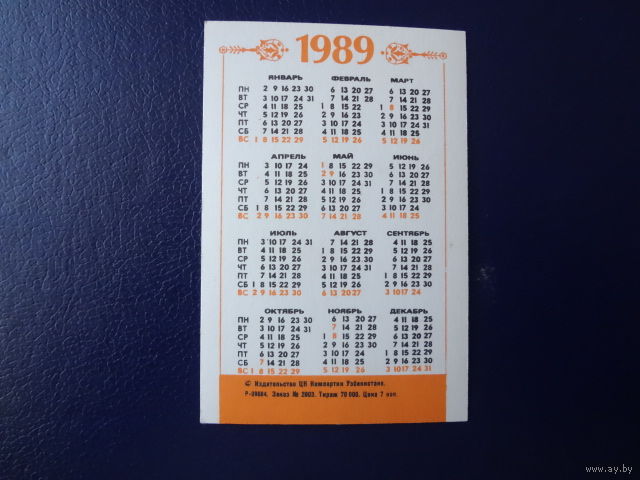 1989
ЯНВАРЬ ФЕВРАЛЬ МАРТ
ПН 2 9 16 23 30 6 13 20 27 6 13 20 27
ВТ 3 10 17 24 31 7 14 21 28 7 14 21 28
СР 4 11 18 25 1 8 15 22 1 8 15 22 29
ЧТ 5 12 19 26 2 9 16 23 2 9 16 23 30
ПТ 6 13 20 27 3 10 17 24 3 10 17 24 31
СБ 7 14 21 28 4 11 18 25 4 11 18 25
ВС 1 8 15 22 29 5 12 19 26 5 12 19 26
АПРЕЛЬ МАЙ ИЮНЬ
ПН 3 10 17 24 1 8 15 22 29 5 12 19 26
ВТ 4 11 18 25 2 9 16 23 30 6 13 20 27
СР 5 12 19 26 3 10 17 24 31 7 14 21 28
ЧТ 6 13 20 27 4 11 18 25 1 8 15 22 29
ПТ 7 14 21 28 5 12 19 26 2 9 16 23 30
СБ 1 8 15 22 29 6 13 20 27 3 10 17 24
ВС 2 9 16 23 30 7 14 21 28 4 11 18 25
ИЮЛЬ АВГУСТ СЕНТЯБРЬ
ПН 3 10 17 24 31 7 14 21 28 4 11 18 25
ВТ 4 11 18 25 1 8 15 22 29 5 12 19 26
СР 5 12 19 26 2 9 16 23 30 6 13 20 27
ЧТ 6 13 20 27 3 10 17 24 31 7 14 21 28
ПТ 7 14 21 28 4 11 18 25 1 8 15 22 29
СБ 1 8 15 22 29 5 12 19 26 2 9 16 23 30
ВС 2 9 16 23 30 6 13 20 27 3 10 17 24
ОКТЯБРЬ НОЯБРЬ ДЕКАБРЬ
ПН 2 9 16 23 30 6 13 20 27 4 11 18 25
ВТ 3 10 17 24 31 7 14 21 28 5 12 19 26
СР 4 11 18 25 1 8 15 22 29 6 13 20 27
ЧТ 5 12 19 26 2 9 16 23 30 7 14 21 28
ПТ 6 13 20 27 3 10 17 24 1 8 15 22 29
СБ 7 14 21 28 4 11 18 25 2 9 16 23 30
ВС 1 8 15 22 29 5 12 19 26 3 10 17 24 31
© Издательство ЦК Компартии Узбекистана.
Р-09684. Заказ № 2003. Тираж 70 000. Цена 7 коп.
www.ay.by